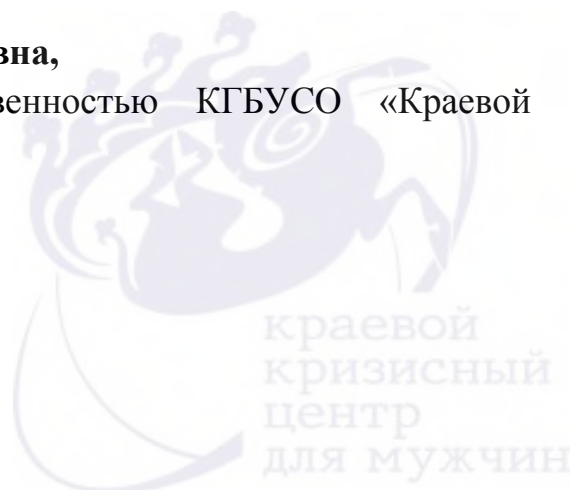 вна,
венностью КГБУСО «Краевой
краевой
кризисный
центр
для мужчин